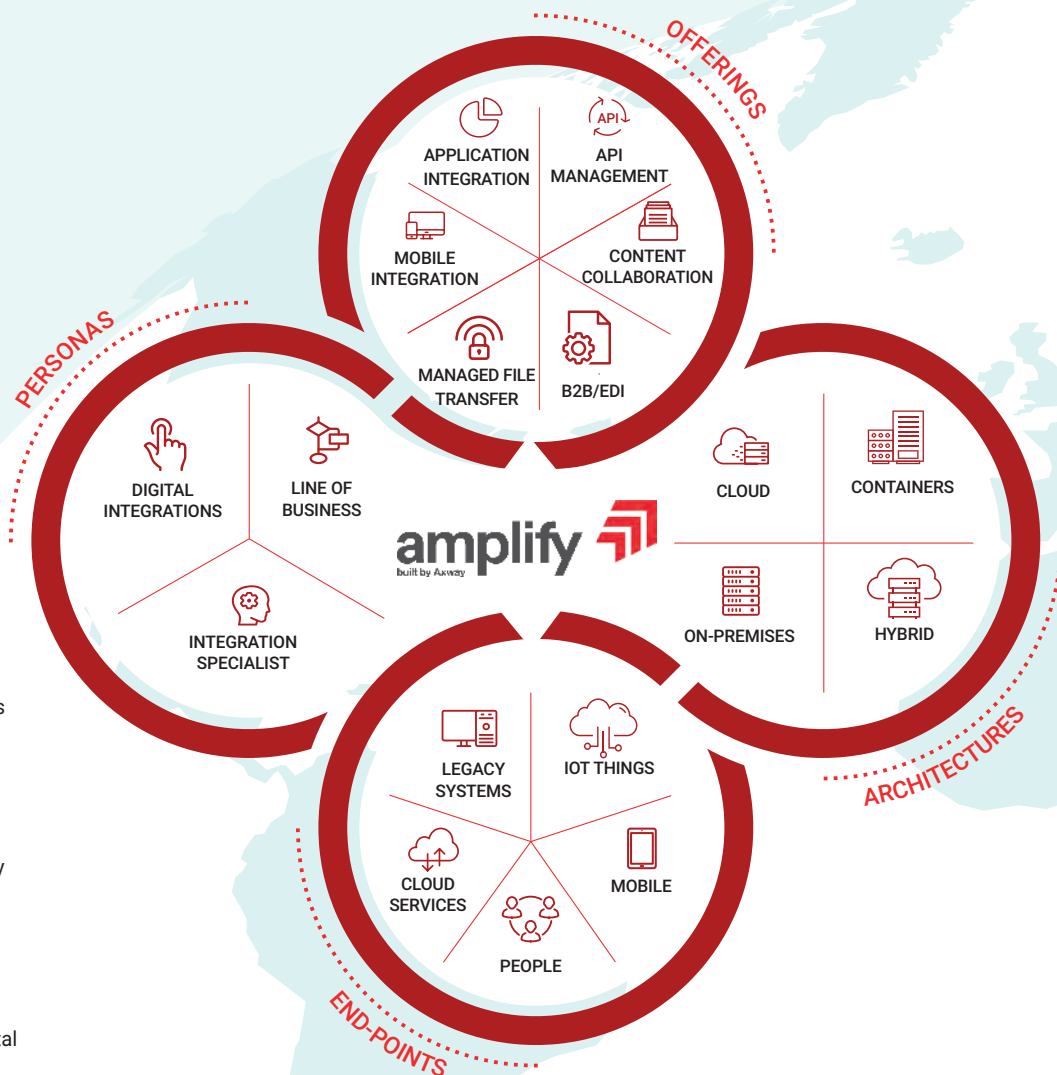 OFFERINGS
APPLICATION
INTEGRATION
API
API
MANAGEMENT
MOBILE
INTEGRATION
CONTENT
COLLABORATION
MANAGED FILE
TRANSFER
B2B/EDI
PERSONAS
DIGITAL
INTEGRATIONS
LINE OF
BUSINESS
INTEGRATION
SPECIALIST
amplify
built by Axway
CLOUD
CONTAINERS
ON-PREMISES
HYBRID
ARCHITECTURES
LEGACY
SYSTEMS
IOT THINGS
CLOUD
SERVICES
MOBILE
PEOPLE
END-POINTS